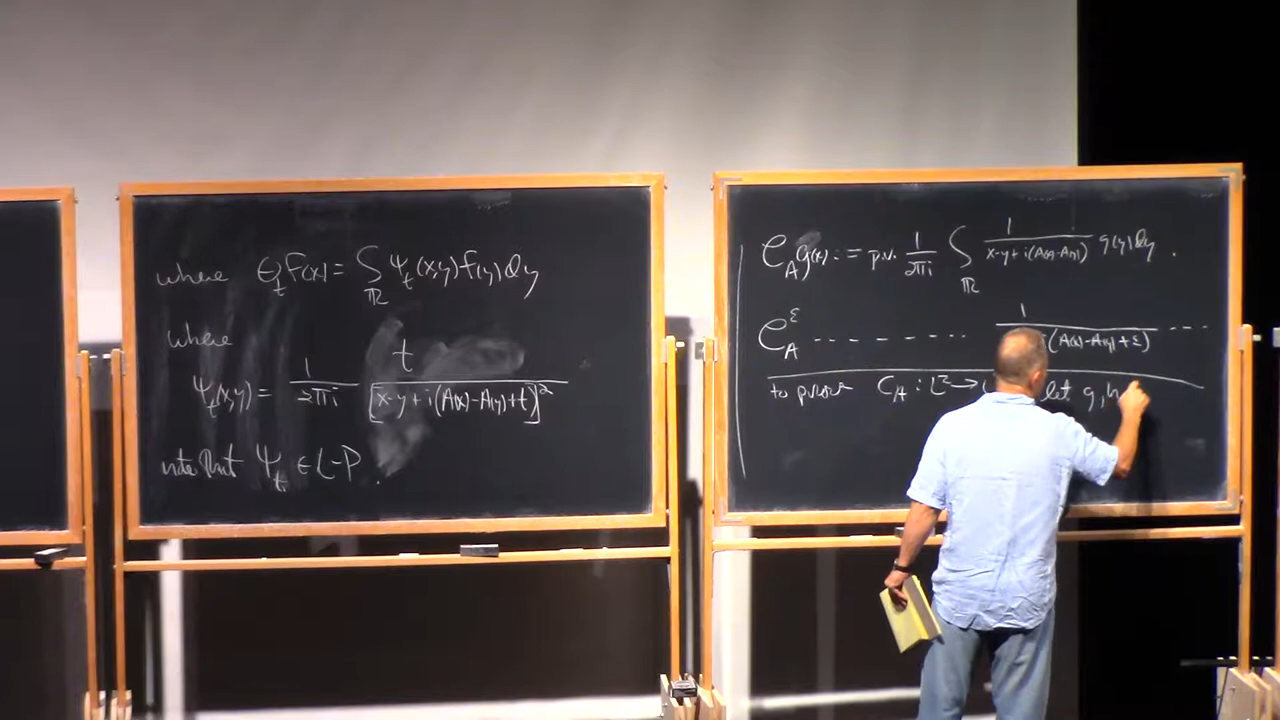 where Θ_t f(x) = ∫_ℝ ψ_t(x,y) f(y) dy
where
ψ_t(x,y) = 1/2πi t/[x-y+i(A(x)-A(y)+t)]²
note that ψ_t ∈ L-P.
C_A g(x) := p.v. 1/2πi ∫_ℝ 1/x-y+i(A(x)-A(y)) g(y) dy.
C_A^ε ......... 1/(A(x)-A(y)+ε) ...
to prove C_A : L² → let g, h